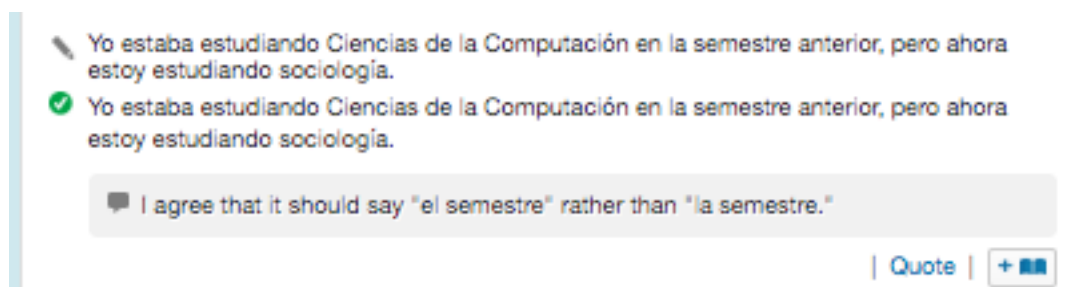 Yo estaba estudiando Ciencias de la Computación en la semestre anterior, pero ahora
estoy estudiando sociología.
Yo estaba estudiando Ciencias de la Computación en la semestre anterior, pero ahora
estoy estudiando sociología.
I agree that it should say "el semestre" rather than "la semestre."
| Quote | +